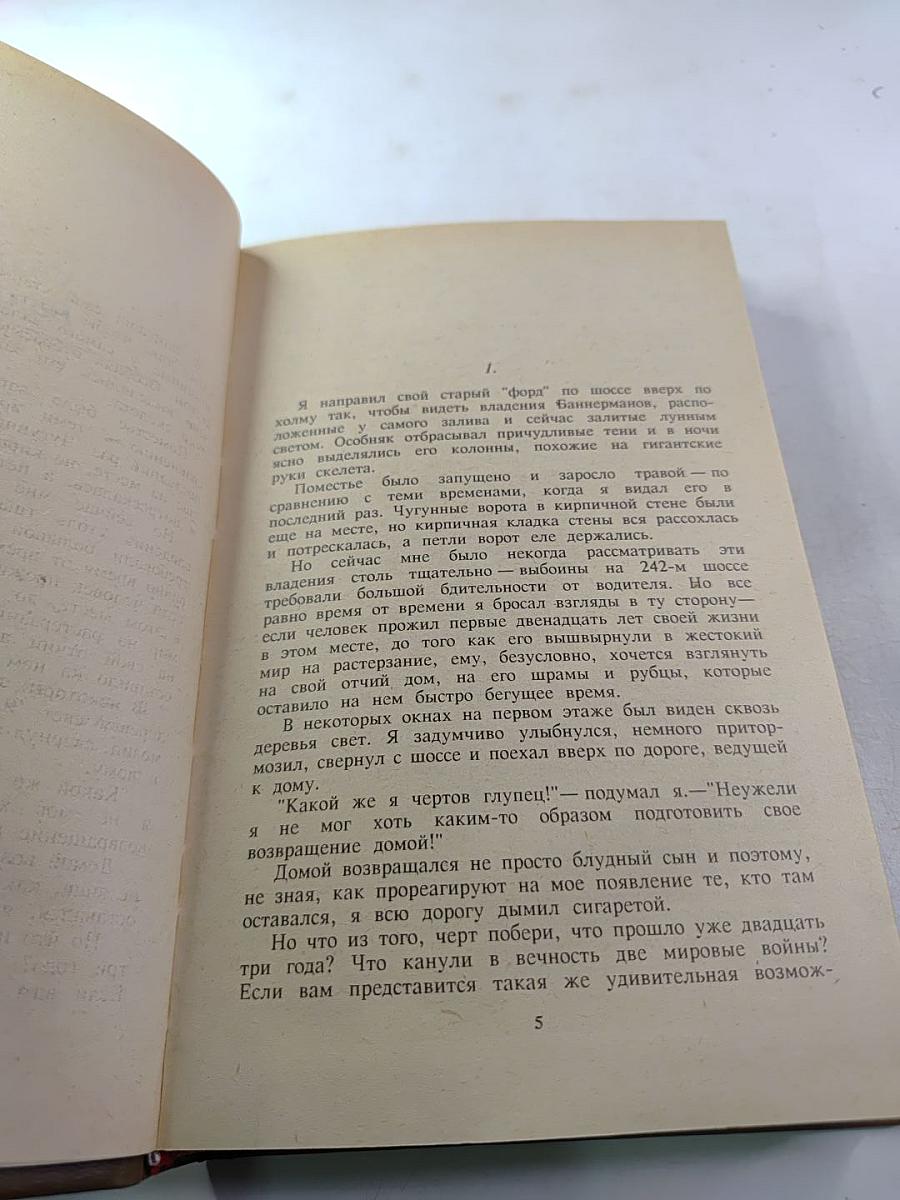 1.
Я направил свой старый "форд" по шоссе вверх по
холму так, чтобы видеть владения Баннерманов, распо-
ложенные у самого залива и сейчас залитые лунным
светом. Особняк отбрасывал причудливые тени и в ночи
ясно выделялись его колонны, похожие на гигантские
руки скелета.
Поместье было запущено и заросло травой — по
сравнению с теми временами, когда я видал его в
последний раз. Чугунные ворота в кирпичной стене были
еще на месте, но кирпичная кладка стены вся рассохлась
и потрескалась, а петли ворот еле держались.
Но сейчас мне было некогда рассматривать эти
владения столь тщательно — выбоины на 242-м шоссе
требовали большой бдительности от водителя. Но все
равно время от времени я бросал взгляды в ту сторону—
если человек прожил первые двенадцать лет своей жизни
в этом месте, до того как его вышвырнули в жестокий
мир на растерзание, ему, безусловно, хочется взглянуть
на свой отчий дом, на его шрамы и рубцы, которые
оставило на нем быстро бегущее время.
В некоторых окнах на первом этаже был виден сквозь
деревья свет. Я задумчиво улыбнулся, немного притор-
мозил, свернул с шоссе и поехал вверх по дороге, ведущей
к дому.
"Какой же я чертов глупец!"— подумал я.—"Неужели
я не мог хоть каким-то образом подготовить свое
возвращение домой!"
Домой возвращался не просто блудный сын и поэтому,
не зная, как прореагируют на мое появление те, кто там
оставался, я всю дорогу дымил сигаретой.
Но что из того, черт побери, что прошло уже двадцать
три года? Что канули в вечность две мировые войны?
Если вам представится такая же удивительная возмож-
5